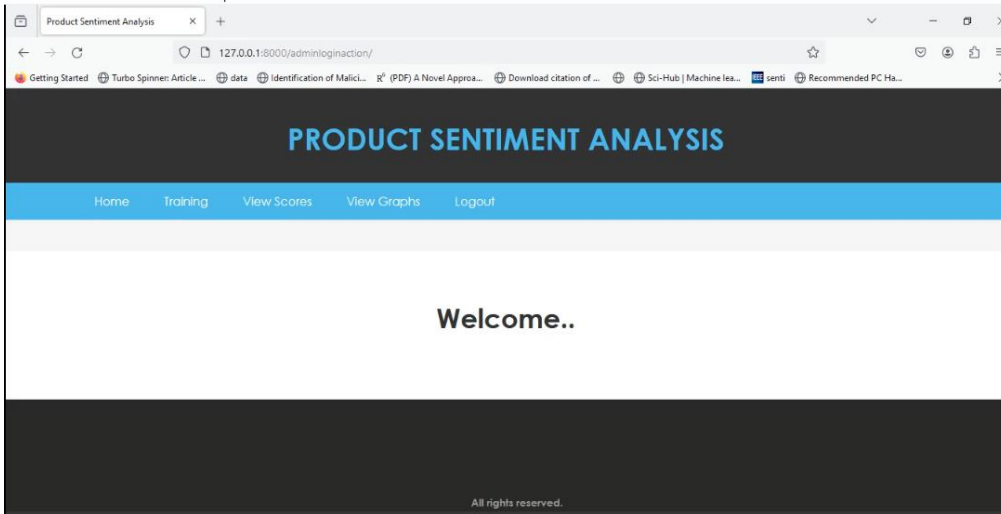 Product Sentiment Analysis
127.0.0.1:8000/adminloginaction/
Getting Started Turbo Spinner: Article ... data Identification of Malici... R⁶ (PDF) A Novel Approa... Download citation of ... Sci-Hub | Machine lea... IEEE senti Recommended PC Ha...
PRODUCT SENTIMENT ANALYSIS
Home Training View Scores View Graphs Logout
Welcome..
All rights reserved.